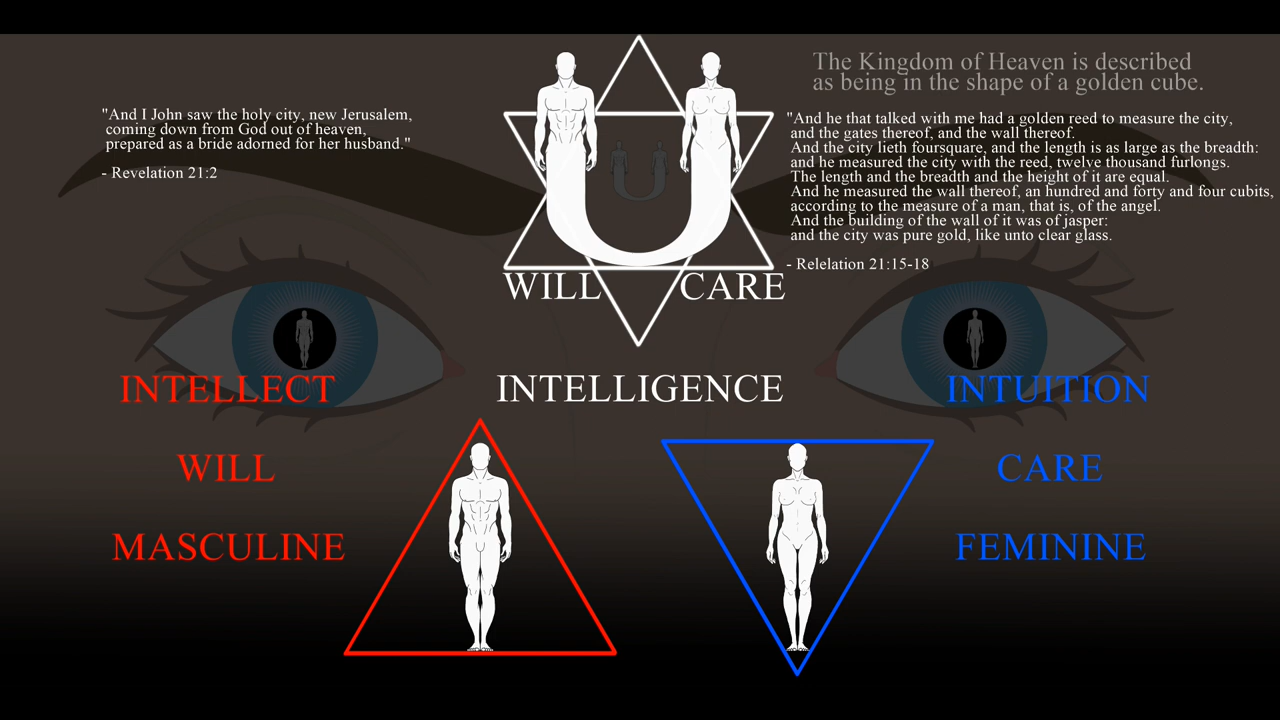 The Kingdom of Heaven is described
as being in the shape of a golden cube.
"And I John saw the holy city, new Jerusalem,
coming down from God out of heaven,
prepared as a bride adorned for her husband."
- Revelation 21:2
"And he that talked with me had a golden reed to measure the city,
and the gates thereof, and the wall thereof.
And the city lieth foursquare, and the length is as large as the breadth:
and he measured the city with the reed, twelve thousand furlongs.
The length and the breadth and the height of it are equal.
And he measured the wall thereof, an hundred and forty and four cubits,
according to the measure of a man, that is, of the angel.
And the building of the wall of it was of jasper:
and the city was pure gold, like unto clear glass.
- Relelation 21:15-18
WILL CARE
INTELLECT INTELLIGENCE INTUITION
WILL CARE
MASCULINE FEMININE